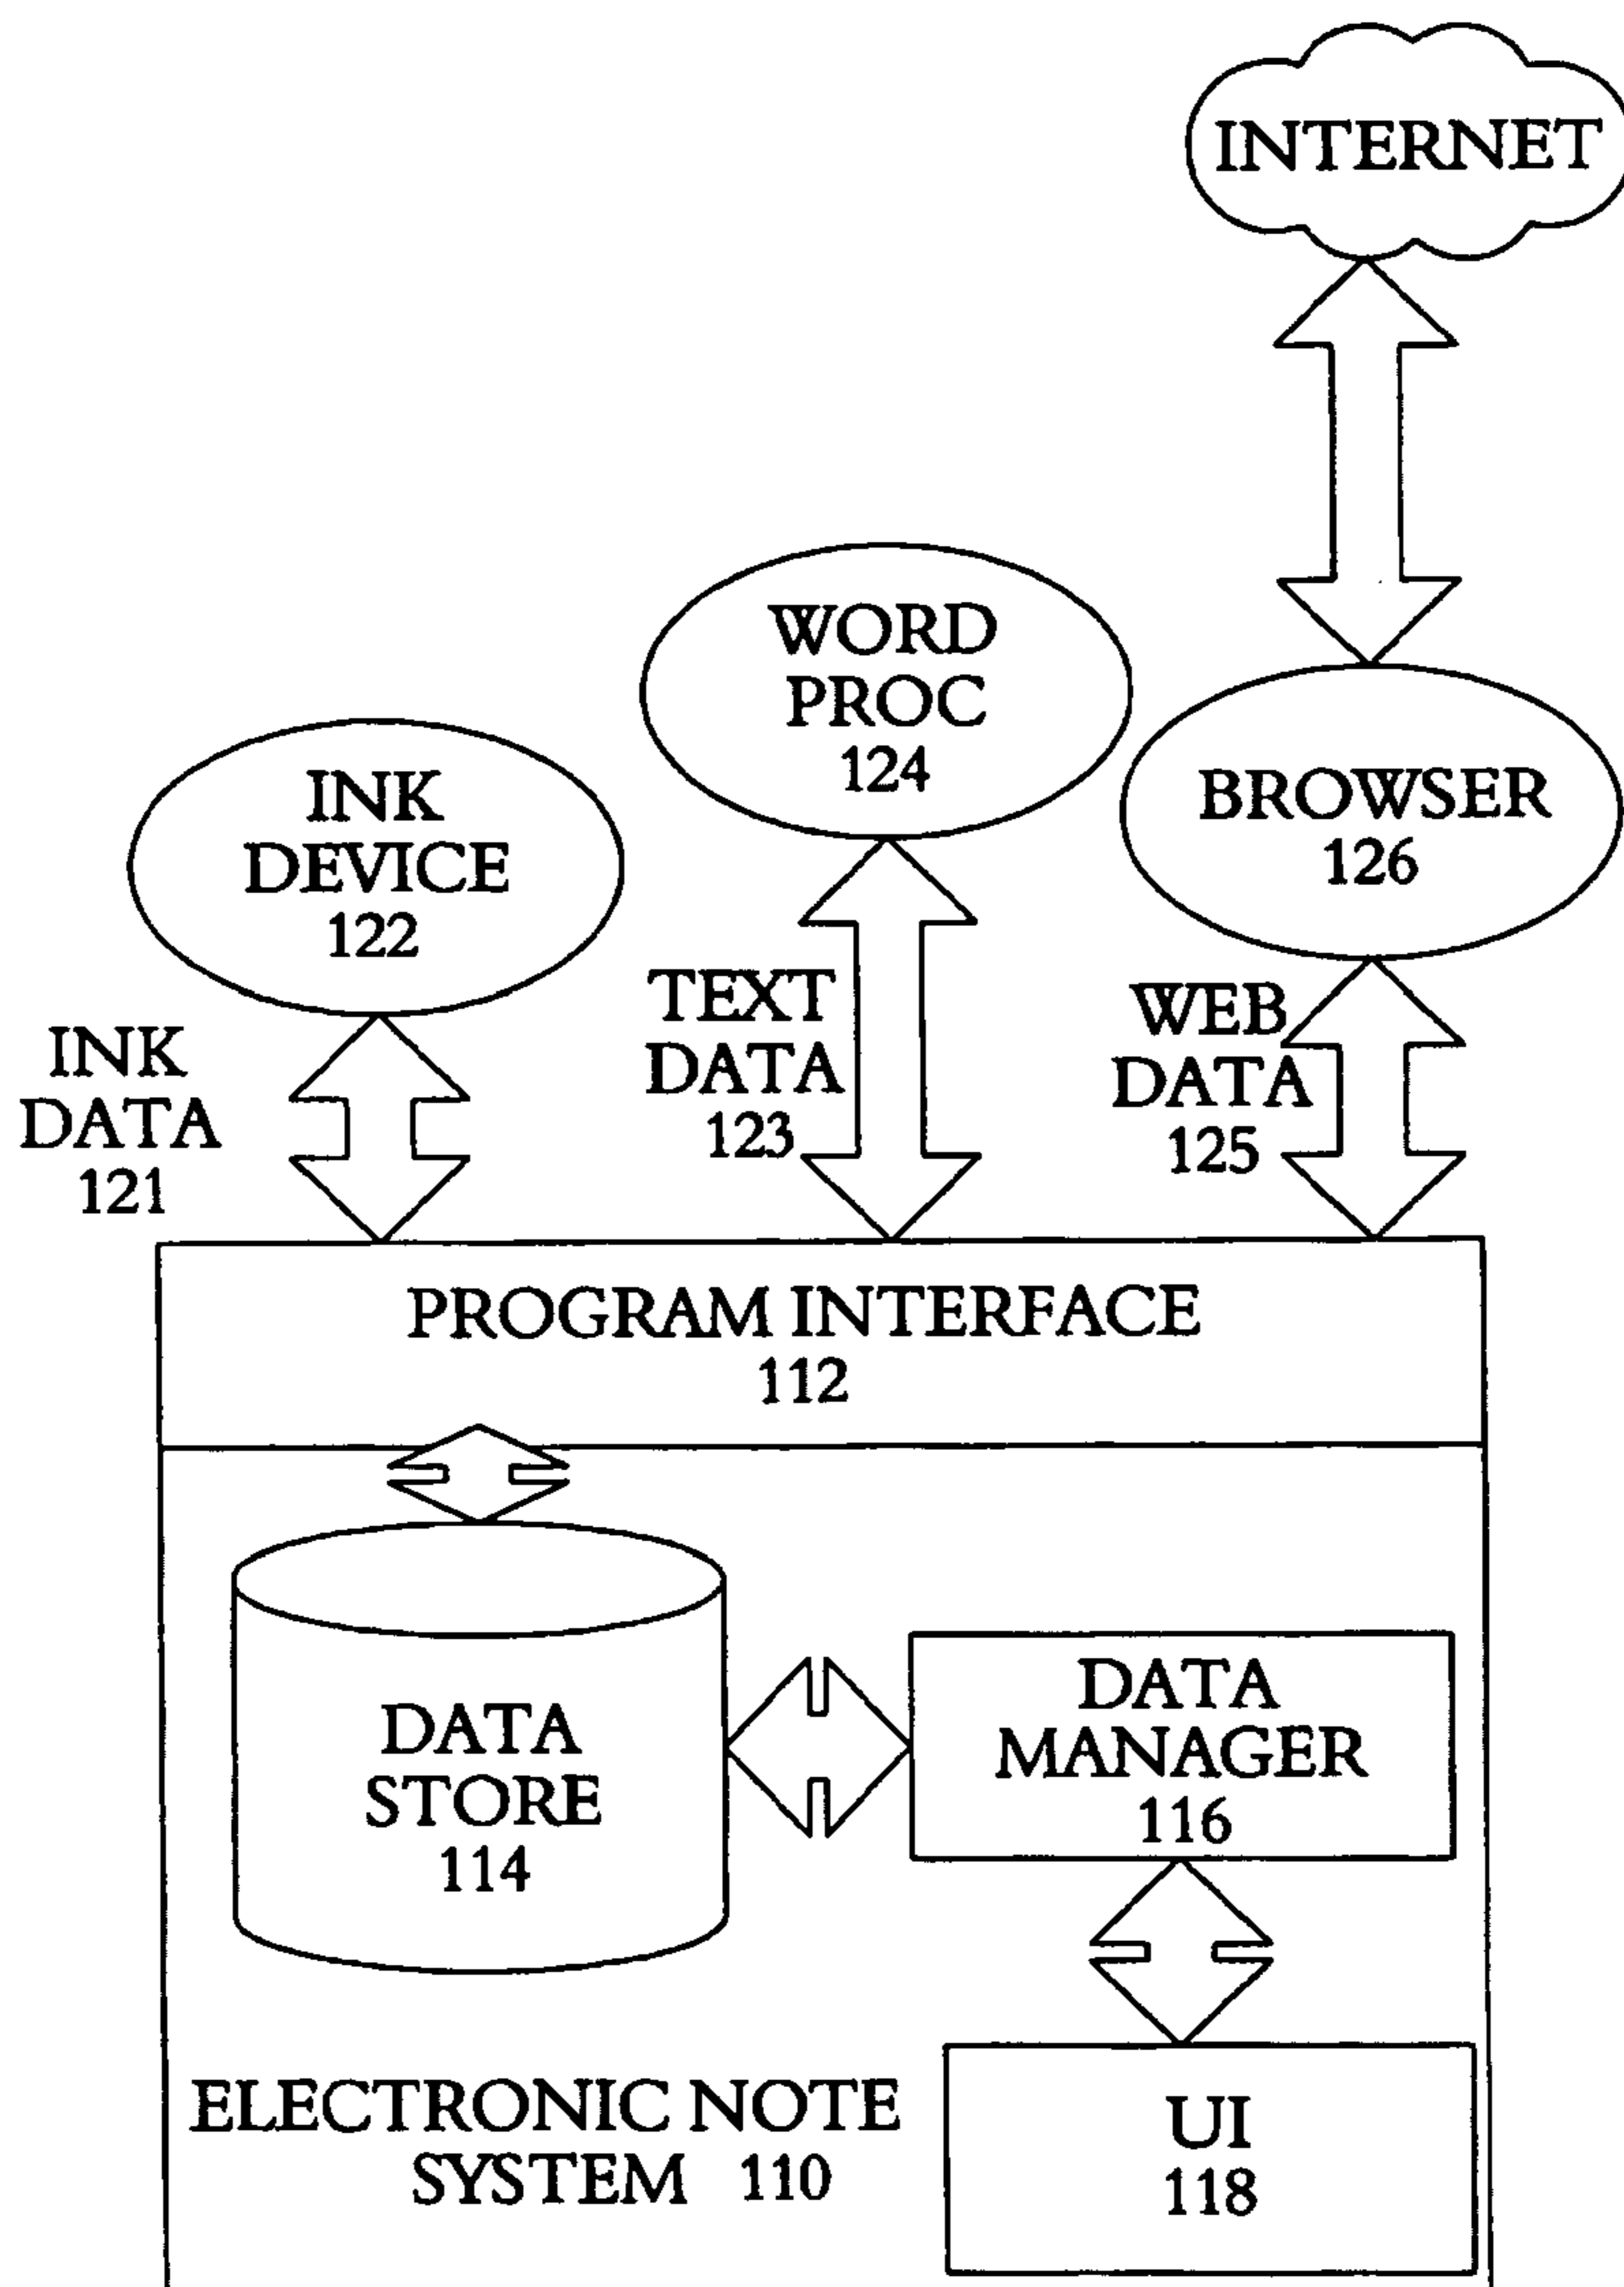 INTERNET
WORD
PROC
124
BROWSER
126
INK
DEVICE
122
TEXT
DATA
123
WEB
DATA
125
INK
DATA
121
PROGRAM INTERFACE
112
DATA
STORE
114
DATA
MANAGER
116
ELECTRONIC NOTE
SYSTEM 110
UI
118